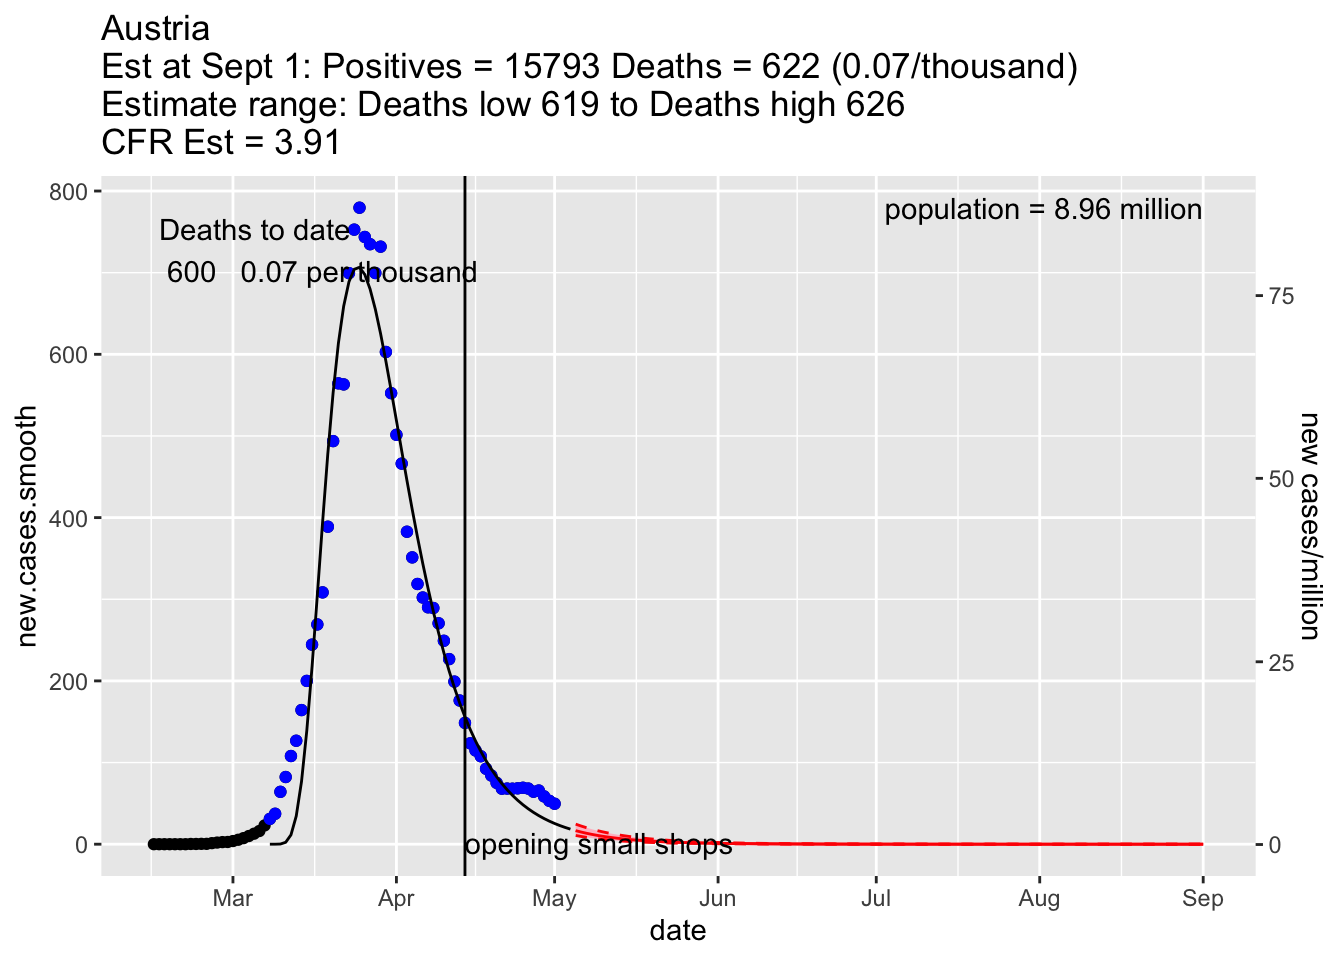 Austria
Est at Sept 1: Positives = 15793 Deaths = 622 (0.07/thousand)
Estimate range: Deaths low 619 to Deaths high 626
CFR Est = 3.91
800
600
400
200
0
new.cases.smooth
Deaths to date
600 0.07 per thousand
population = 8.96 million
opening small shops
75
50
25
0
new cases/million
Mar Apr May Jun Jul Aug Sep
date